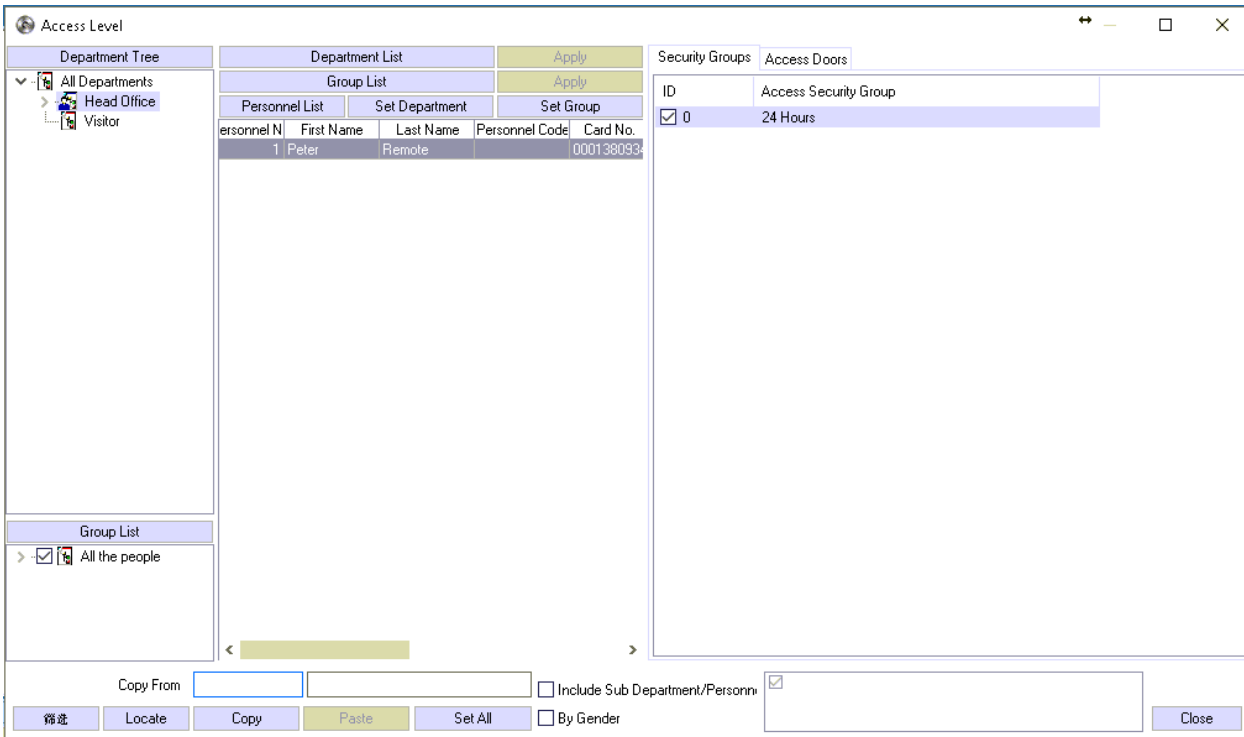 Access Level
Department Tree
Department List
Apply
Security Groups
Access Doors
All Departments
Group List
Apply
ID
Access Security Group
Head Office
Personnel List
Set Department
Set Group
0
24 Hours
Visitor
ersonnel N
First Name
Last Name
Personnel Code
Card No.
1
Peter
Remote
000138093
Group List
All the people
Copy From
Include Sub Department/Personn
筛选
Locate
Copy
Paste
Set All
By Gender
Close